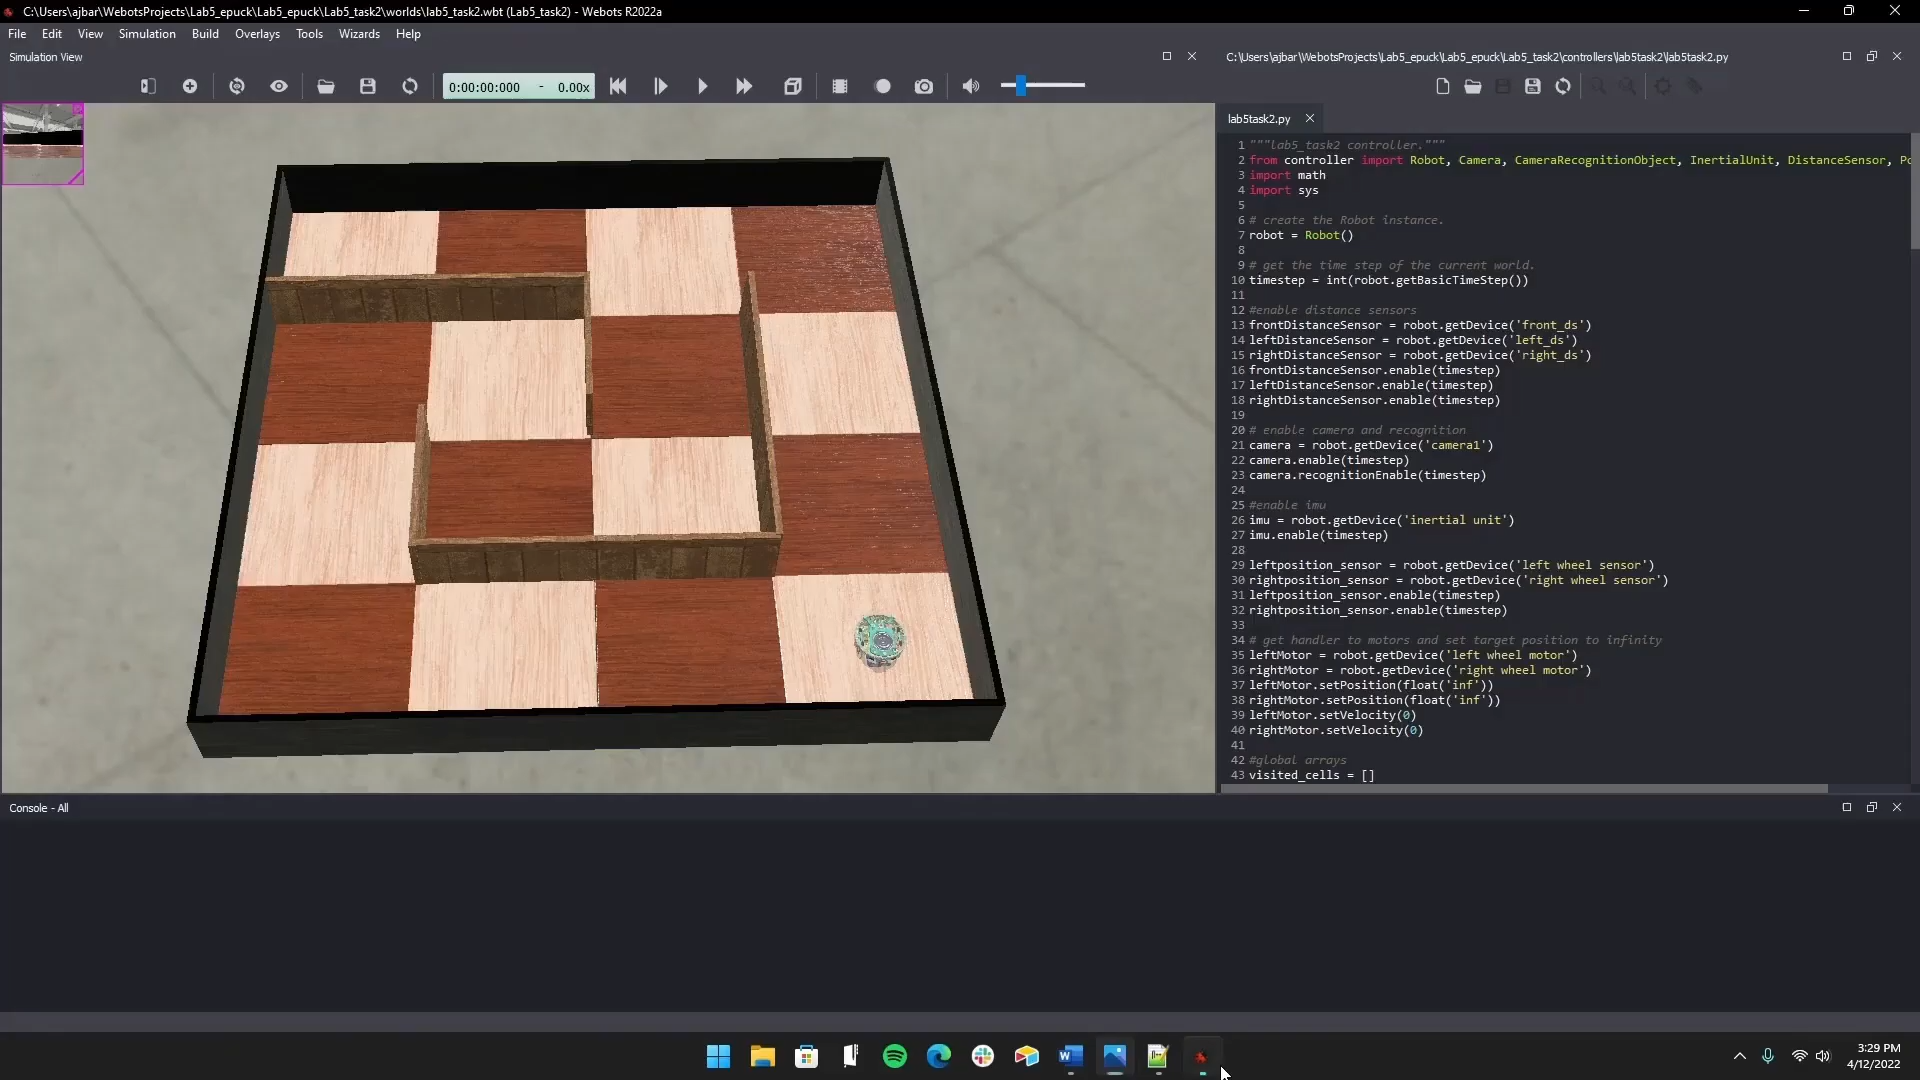 C:\Users\ajbar\WebotsProjects\Lab5_epuck\Lab5_epuck\Lab5_task2\worlds\lab5_task2.wbt (Lab5_task2) - Webots R2022a
File Edit View Simulation Build Overlays Tools Wizards Help
Simulation View
0:00:00:000 - 0.00x
C:\Users\ajbar\WebotsProjects\Lab5_epuck\Lab5_epuck\Lab5_task2\controllers\lab5task2\lab5task2.py
lab5task2.py
1 """lab5_task2 controller."""
2 from controller import Robot, Camera, CameraRecognitionObject, InertialUnit, DistanceSensor, Po
3 import math
4 import sys
5
6 # create the Robot instance.
7 robot = Robot()
8
9 # get the time step of the current world.
10 timestep = int(robot.getBasicTimeStep())
11
12 #enable distance sensors
13 frontDistanceSensor = robot.getDevice('front_ds')
14 leftDistanceSensor = robot.getDevice('left_ds')
15 rightDistanceSensor = robot.getDevice('right_ds')
16 frontDistanceSensor.enable(timestep)
17 leftDistanceSensor.enable(timestep)
18 rightDistanceSensor.enable(timestep)
19
20 # enable camera and recognition
21 camera = robot.getDevice('camera1')
22 camera.enable(timestep)
23 camera.recognitionEnable(timestep)
24
25 #enable imu
26 imu = robot.getDevice('inertial unit')
27 imu.enable(timestep)
28
29 leftposition_sensor = robot.getDevice('left wheel sensor')
30 rightposition_sensor = robot.getDevice('right wheel sensor')
31 leftposition_sensor.enable(timestep)
32 rightposition_sensor.enable(timestep)
33
34 # get handler to motors and set target position to infinity
35 leftMotor = robot.getDevice('left wheel motor')
36 rightMotor = robot.getDevice('right wheel motor')
37 leftMotor.setPosition(float('inf'))
38 rightMotor.setPosition(float('inf'))
39 leftMotor.setVelocity(0)
40 rightMotor.setVelocity(0)
41
42 #global arrays
43 visited_cells = []
Console - All
3:29 PM
4/12/2022